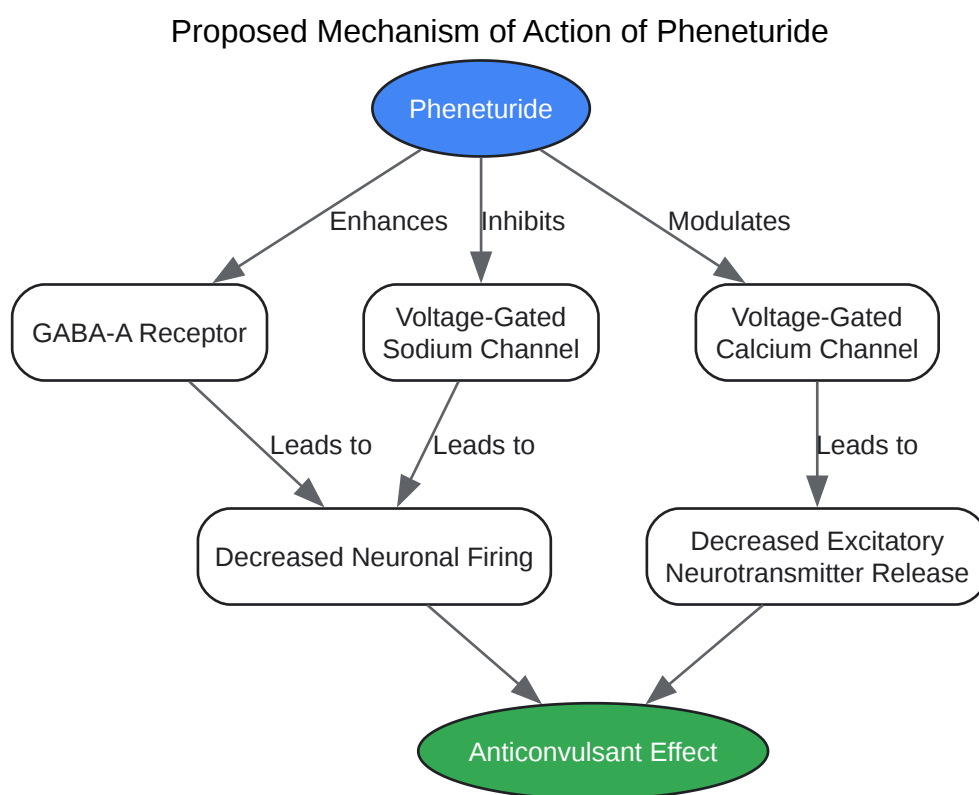 Proposed Mechanism of Action of Pheneturide
Pheneturide
Enhances
Inhibits
Modulates
GABA-A Receptor
Voltage-Gated
Sodium Channel
Voltage-Gated
Calcium Channel
Leads to
Leads to
Leads to
Decreased Neuronal Firing
Decreased Excitatory
Neurotransmitter Release
Anticonvulsant Effect